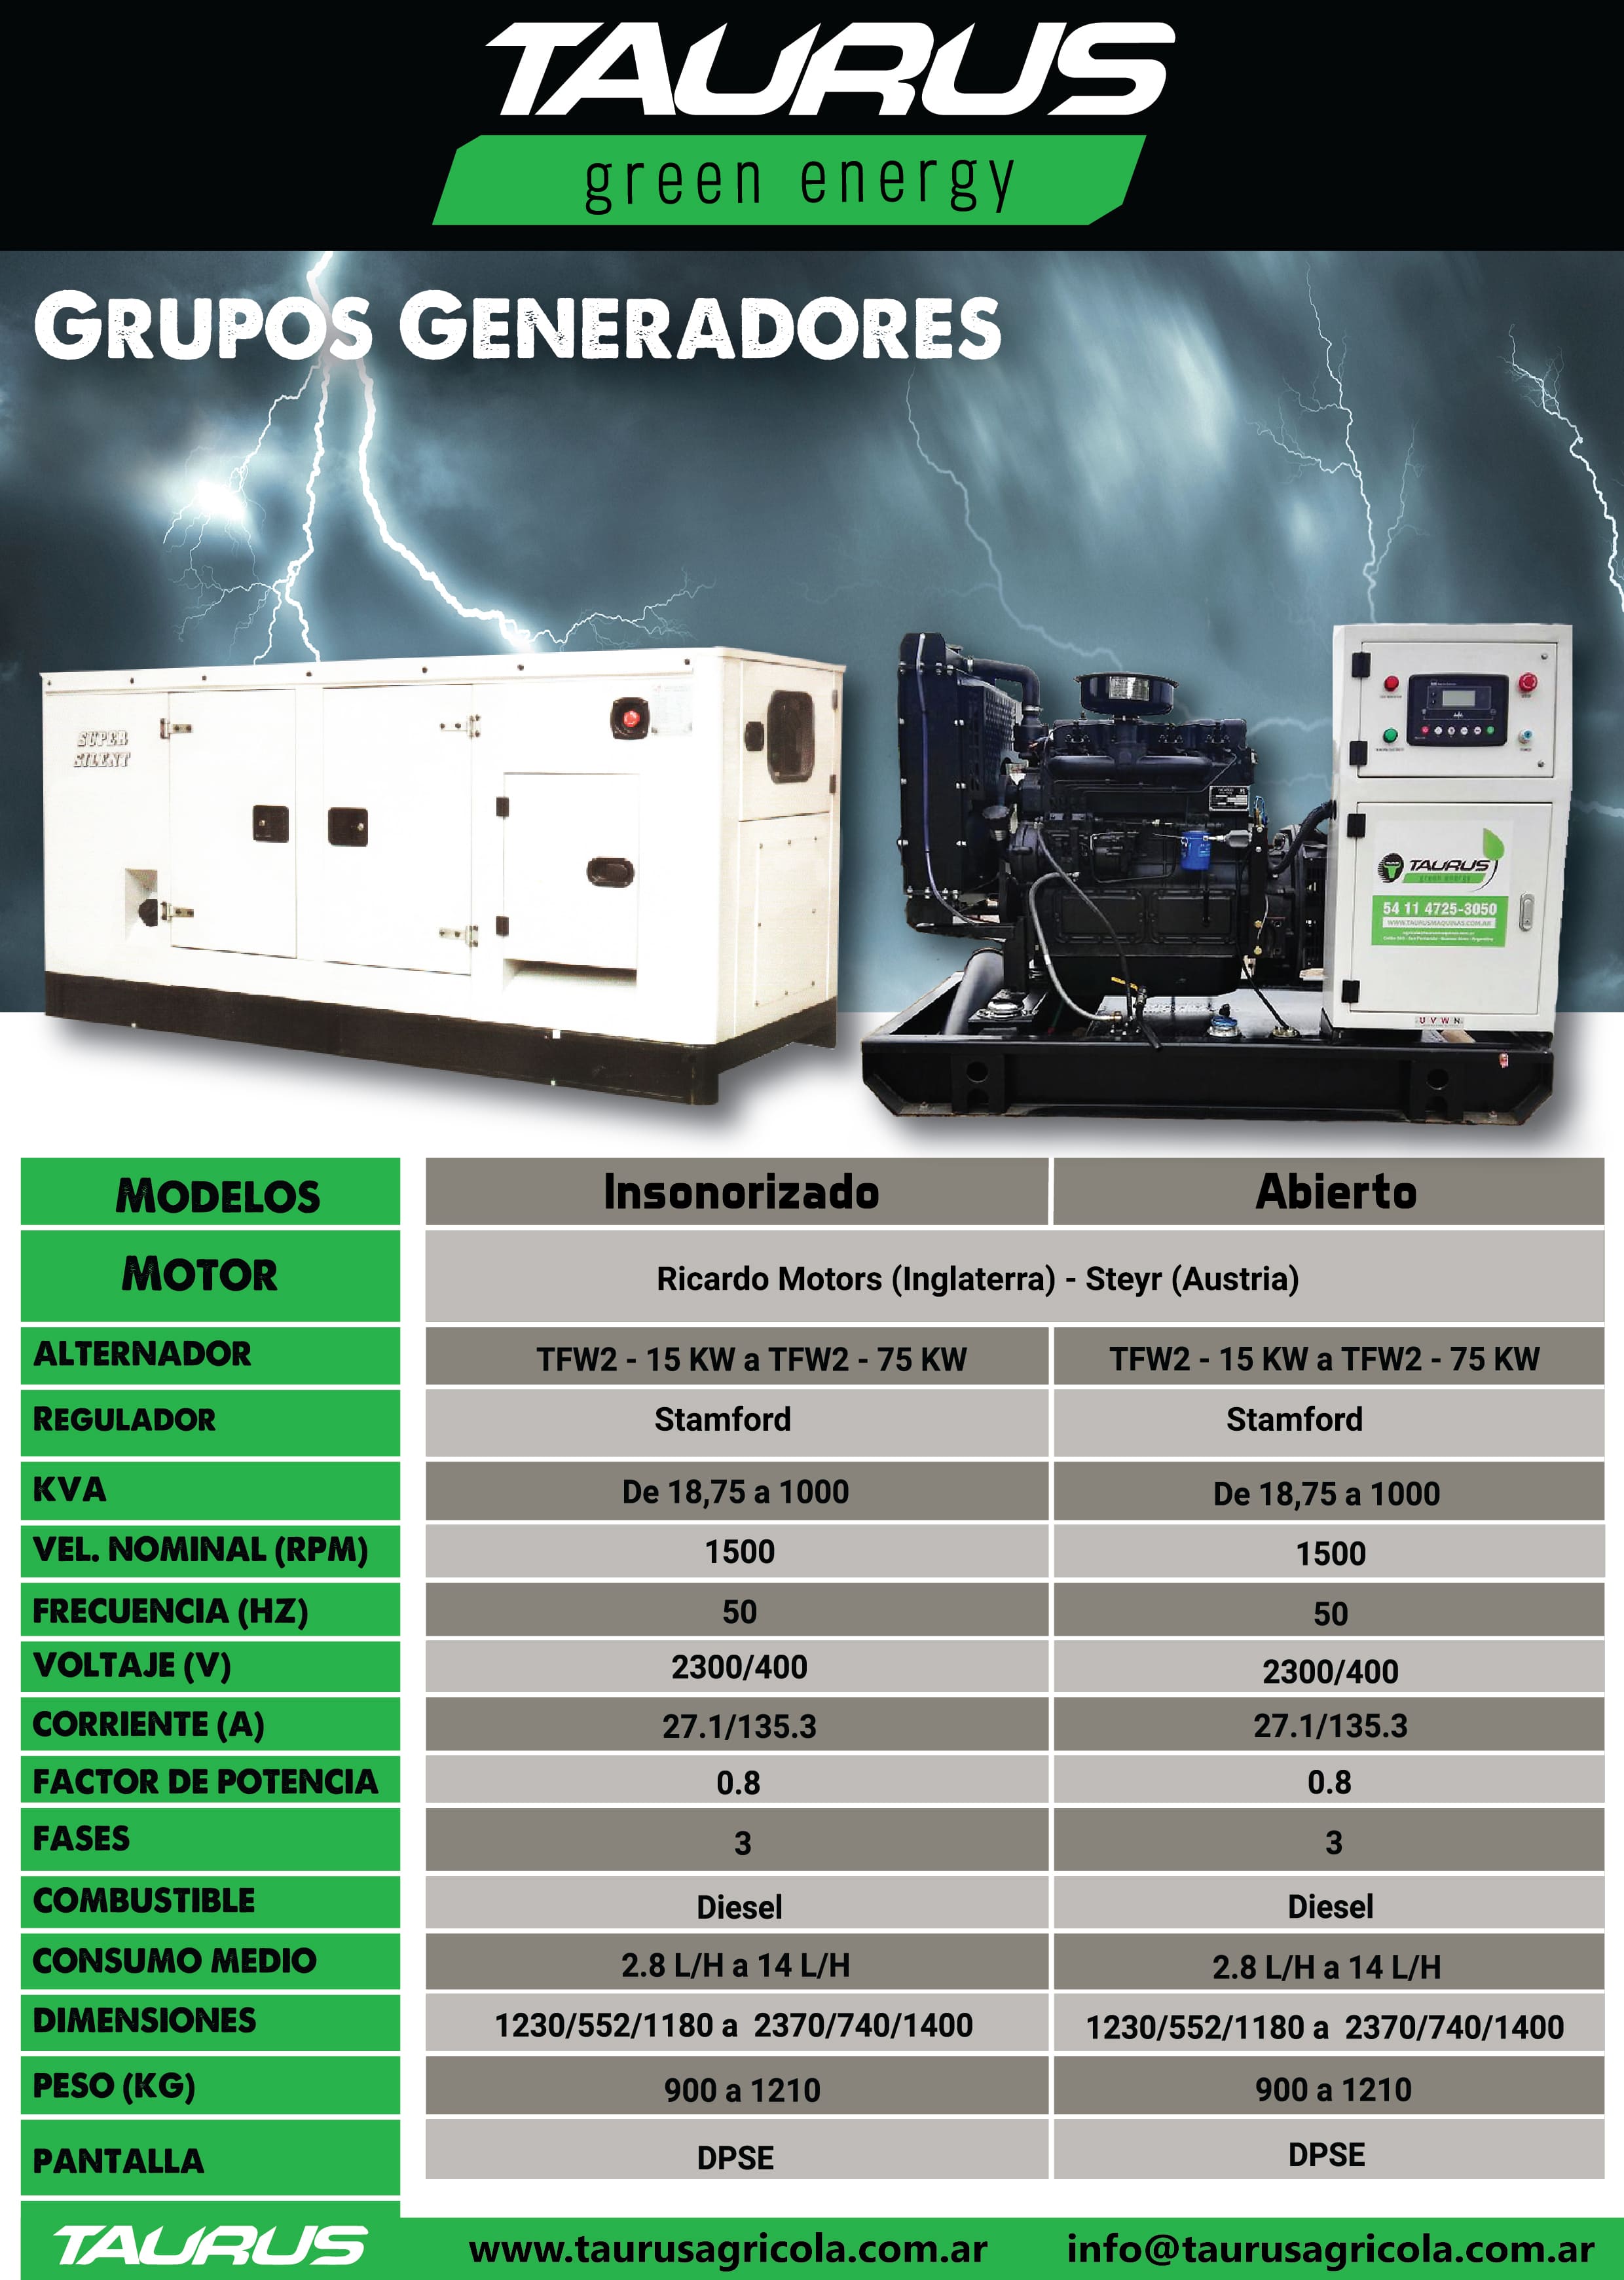 TAURUS
green energy
GRUPOS GENERADORES
SUPER
SILENT
TAURUS
green energy
54 11 4725-3050
WWW.TAURUSMAQUINAS.COM.AR
U V W N
MODELOS Insonorizado Abierto
MOTOR Ricardo Motors (Inglaterra) - Steyr (Austria)
ALTERNADOR TFW2 - 15 KW a TFW2 - 75 KW TFW2 - 15 KW a TFW2 - 75 KW
REGULADOR Stamford Stamford
KVA De 18,75 a 1000 De 18,75 a 1000
VEL. NOMINAL (RPM) 1500 1500
FRECUENCIA (HZ) 50 50
VOLTAJE (V) 2300/400 2300/400
CORRIENTE (A) 27.1/135.3 27.1/135.3
FACTOR DE POTENCIA 0.8 0.8
FASES 3 3
COMBUSTIBLE Diesel Diesel
CONSUMO MEDIO 2.8 L/H a 14 L/H 2.8 L/H a 14 L/H
DIMENSIONES 1230/552/1180 a 2370/740/1400 1230/552/1180 a 2370/740/1400
PESO (KG) 900 a 1210 900 a 1210
PANTALLA DPSE DPSE
TAURUS www.taurusagricola.com.ar info@taurusagricola.com.ar